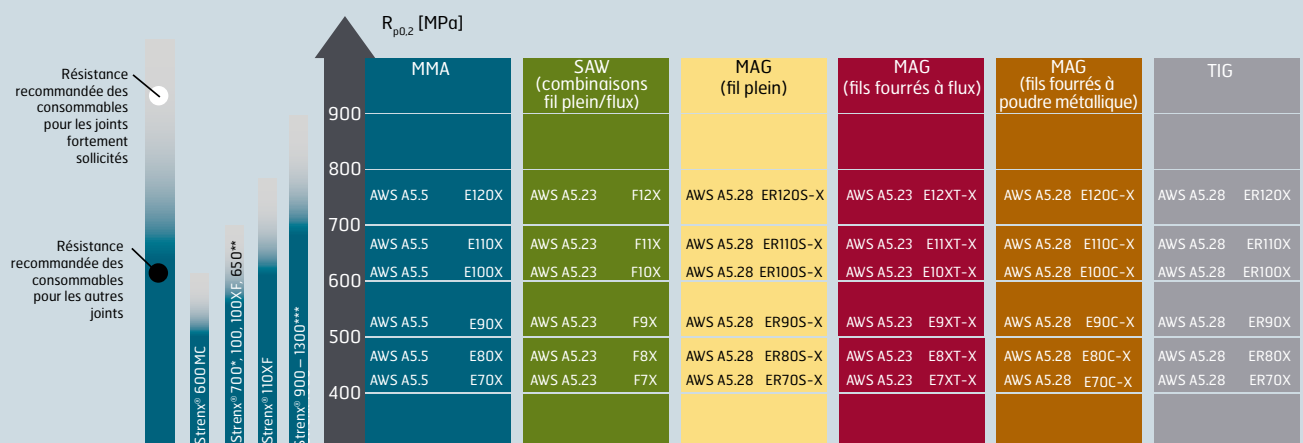 Rp0,2 [MPa]
Résistance
recommandée des
consommables
pour les joints
fortement
sollicités
Résistance
recommandée des
consommables
pour les autres
joints
Strenx® 600MC
Strenx® 700*, 100, 100XF, 650**
Strenx® 110XF
Strenx® 900 – 1300***
900
800
700
600
500
400
MMA
AWS A5.5 E120X
AWS A5.5 E110X
AWS A5.5 E100X
AWS A5.5 E90X
AWS A5.5 E80X
AWS A5.5 E70X
SAW
(combinaisons
fil plein/flux)
AWS A5.23 F12X
AWS A5.23 F11X
AWS A5.23 F10X
AWS A5.23 F9X
AWS A5.23 F8X
AWS A5.23 F7X
MAG
(fil plein)
AWS A5.28 ER120S-X
AWS A5.28 ER110S-X
AWS A5.28 ER100S-X
AWS A5.28 ER90S-X
AWS A5.28 ER80S-X
AWS A5.28 ER70S-X
MAG
(fils fourrés à flux)
AWS A5.23 E12XT-X
AWS A5.23 E11XT-X
AWS A5.23 E10XT-X
AWS A5.23 E9XT-X
AWS A5.23 E8XT-X
AWS A5.23 E7XT-X
MAG
(fils fourrés à
poudre métallique)
AWS A5.28 E120C-X
AWS A5.28 E110C-X
AWS A5.28 E100C-X
AWS A5.28 E90C-X
AWS A5.28 E80C-X
AWS A5.28 E70C-X
TIG
AWS A5.28 ER120X
AWS A5.28 ER110X
AWS A5.28 ER100X
AWS A5.28 ER90X
AWS A5.28 ER80X
AWS A5.28 ER70X